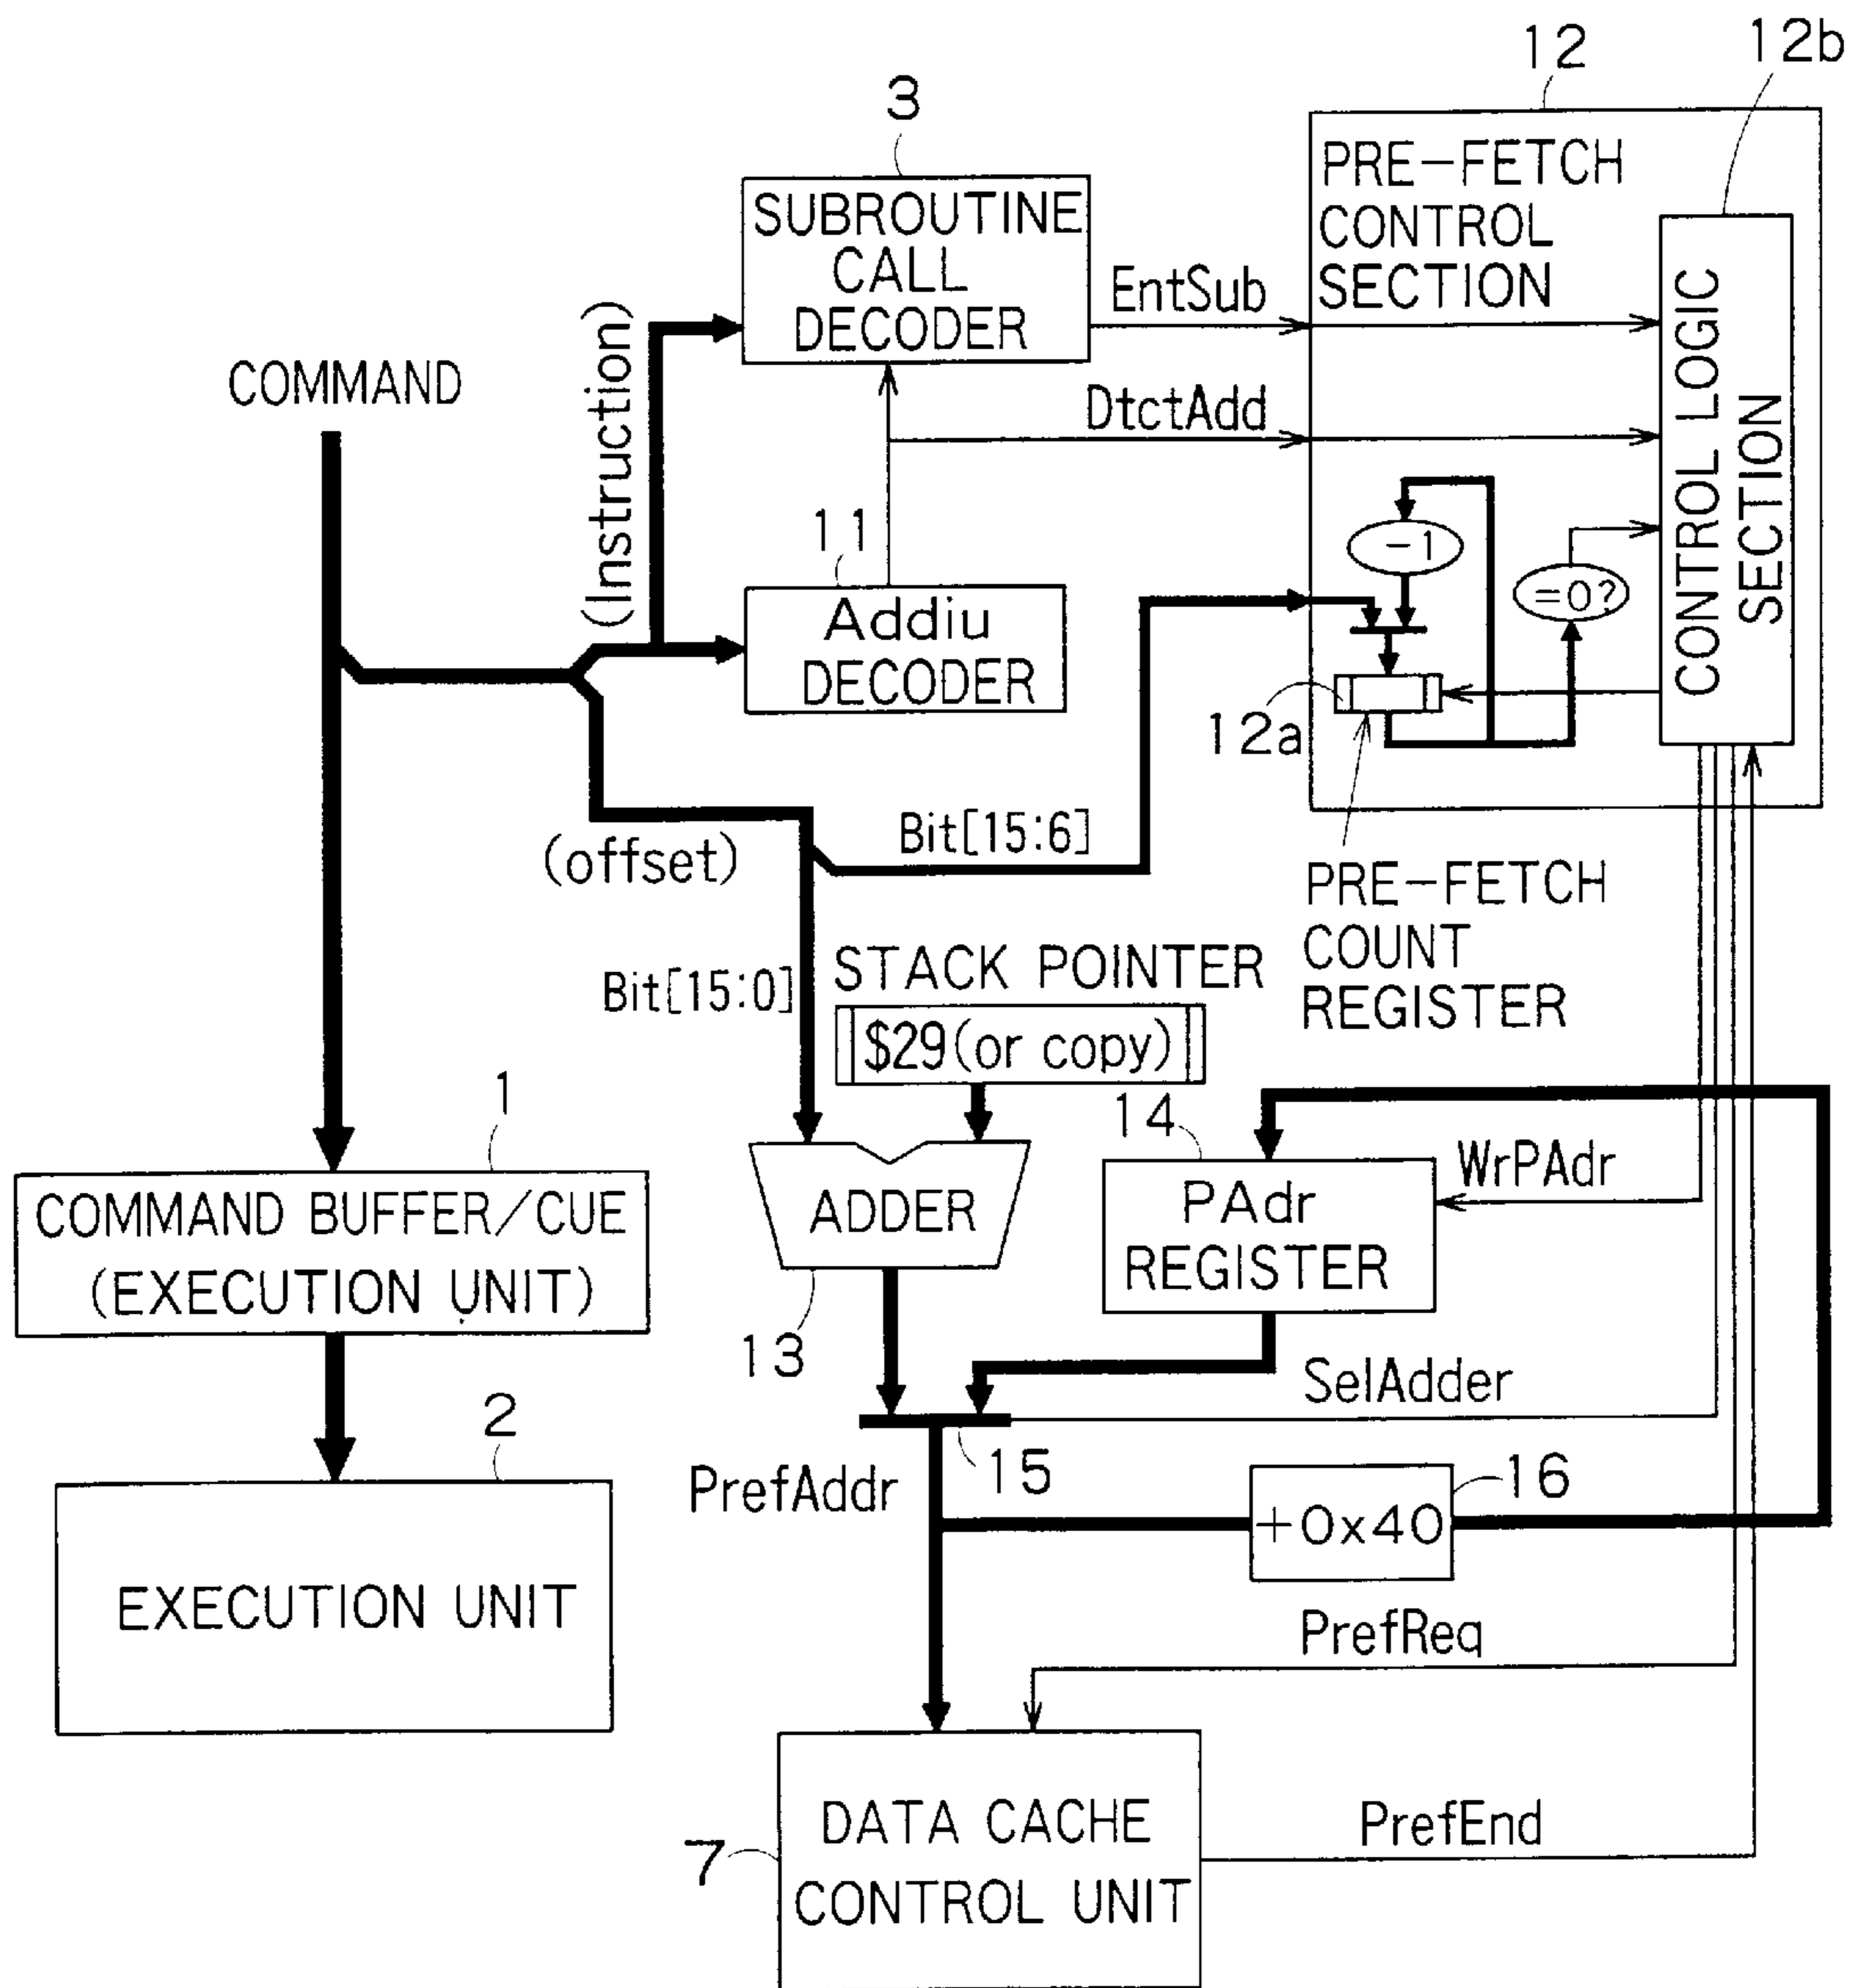 12
12b
3
PRE-FETCH
CONTROL
SECTION
SUBROUTINE
CALL
DECODER
EntSub
CONTROL LOGIC
SECTION
(Instruction)
COMMAND
DtctAdd
11
-1
=0?
Addiu
DECODER
12a
Bit[15:6]
(offset)
PRE-FETCH
COUNT
REGISTER
STACK POINTER
Bit[15:0]
$29(or copy)
1
14
WrPAdr
COMMAND BUFFER/CUE
(EXECUTION UNIT)
ADDER
PAdr
REGISTER
13
SelAdder
2
15
PrefAddr
16
+0x40
EXECUTION UNIT
PrefReq
DATA CACHE
CONTROL UNIT
PrefEnd
7